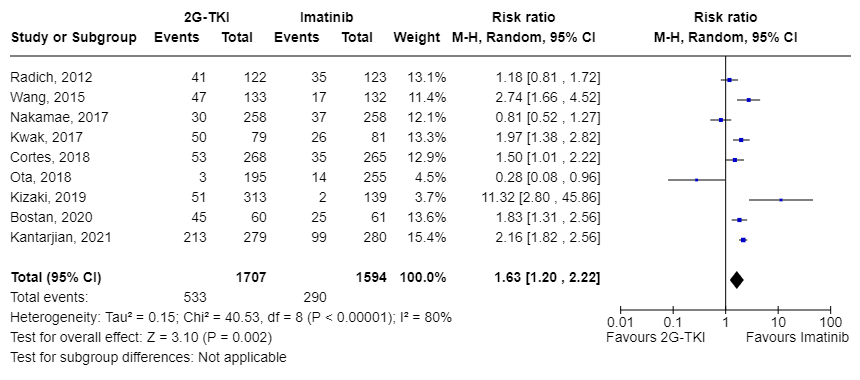 2G-TKI Imatinib Risk ratio Risk ratio
Study or Subgroup Events Total Events Total Weight M-H, Random, 95% CI M-H, Random, 95% CI
Radich, 2012 41 122 35 123 13.1% 1.18 [0.81 , 1.72]
Wang, 2015 47 133 17 132 11.4% 2.74 [1.66 , 4.52]
Nakamae, 2017 30 258 37 258 12.1% 0.81 [0.52 , 1.27]
Kwak, 2017 50 79 26 81 13.3% 1.97 [1.38 , 2.82]
Cortes, 2018 53 268 35 265 12.9% 1.50 [1.01 , 2.22]
Ota, 2018 3 195 14 255 4.5% 0.28 [0.08 , 0.96]
Kizaki, 2019 51 313 2 139 3.7% 11.32 [2.80 , 45.86]
Bostan, 2020 45 60 25 61 13.6% 1.83 [1.31 , 2.56]
Kantarjian, 2021 213 279 99 280 15.4% 2.16 [1.82 , 2.56]
Total (95% CI) 1707 1594 100.0% 1.63 [1.20 , 2.22]
Total events: 533 290
Heterogeneity: Tau² = 0.15; Chi² = 40.53, df = 8 (P < 0.00001); I² = 80%
Test for overall effect: Z = 3.10 (P = 0.002)
Test for subgroup differences: Not applicable
0.01 0.1 1 10 100
Favours 2G-TKI Favours Imatinib